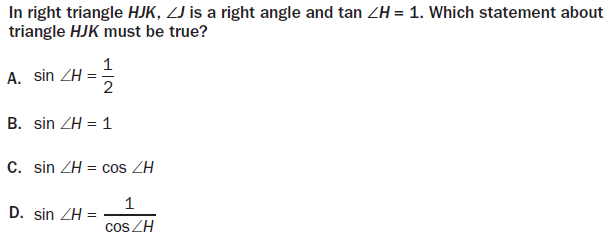 In right triangle HJK, ∠J is a right angle and tan ∠H = 1. Which statement about
triangle HJK must be true?
A. sin ∠H = 1/2
B. sin ∠H = 1
C. sin ∠H = cos ∠H
D. sin ∠H = 1/cos ∠H